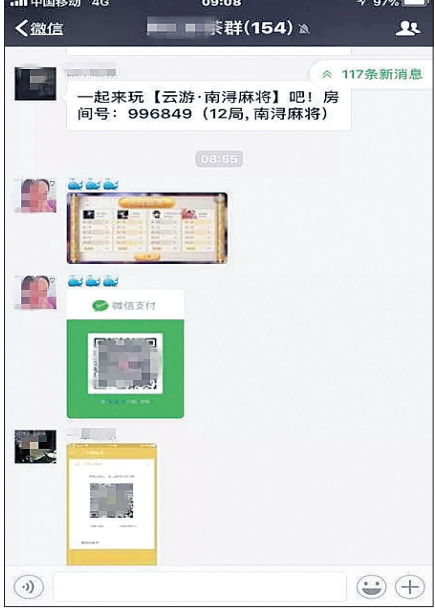 中国移动 4G 09:08 97%
微信 茶群(154)
117条新消息
一起来玩【云游·南浔麻将】吧！房
间号：996849（12局,南浔麻将）
08:55
微信支付